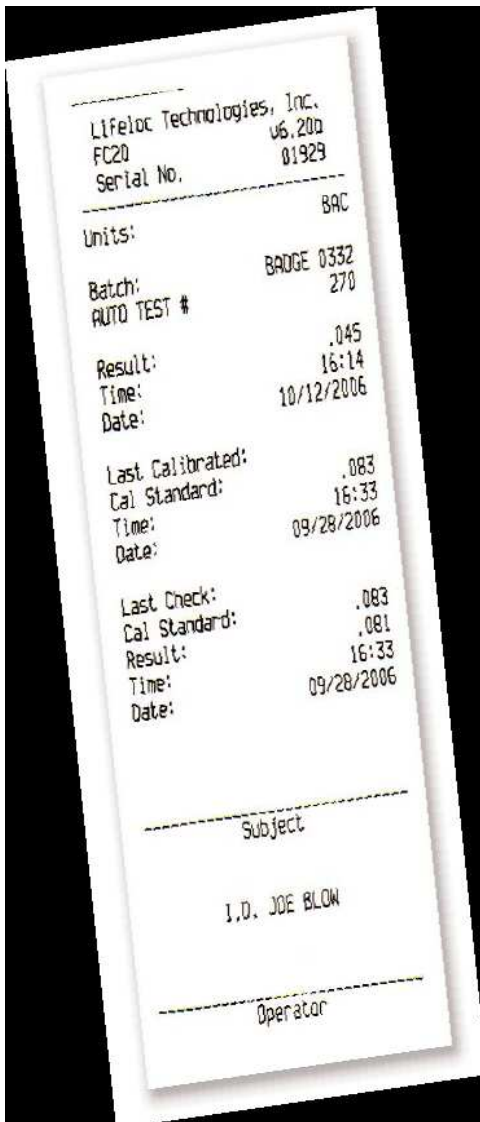 Lifeloc Technologies, Inc.
FC20 v6.20b
Serial No. 01929
Units: BAC
Batch: BADGE 0332
AUTO TEST # 270
Result: .045
Time: 16:14
Date: 10/12/2006
Last Calibrated:
Cal Standard: .083
Time: 16:33
Date: 09/28/2006
Last Check:
Cal Standard: .083
Result: .081
Time: 16:33
Date: 09/28/2006
Subject
I.D. JOE BLOW
Operator